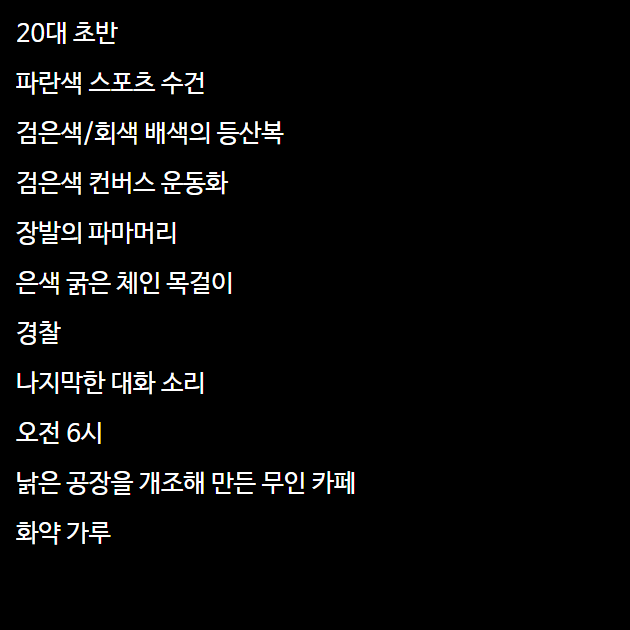 20대 초반
파란색 스포츠 수건
검은색/회색 배색의 등산복
검은색 컨버스 운동화
장발의 파마머리
은색 굵은 체인 목걸이
경찰
나지막한 대화 소리
오전 6시
낡은 공장을 개조해 만든 무인 카페
화약 가루